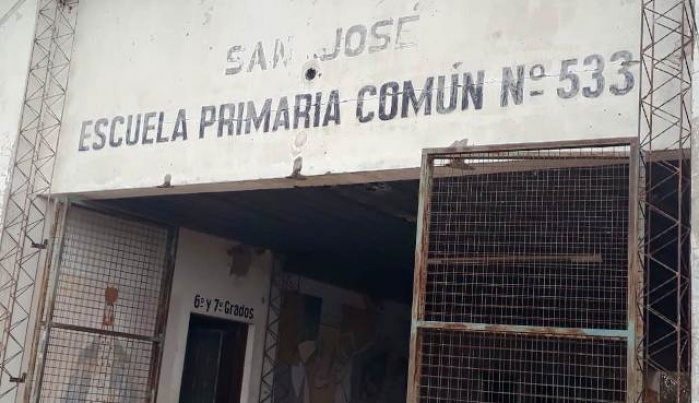 SAN JOSÉ
ESCUELA PRIMARIA COMÚN Nº 533
6º y 7º Grados